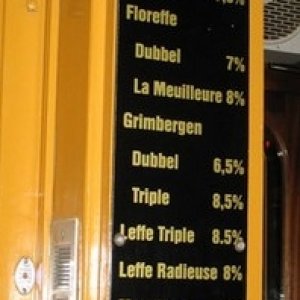 Floreffe
Dubbel 7%
La Meuilleure 8%
Grimbergen
Dubbel 6,5%
Triple 8,5%
Leffe Triple 8.5%
Leffe Radieuse 8%